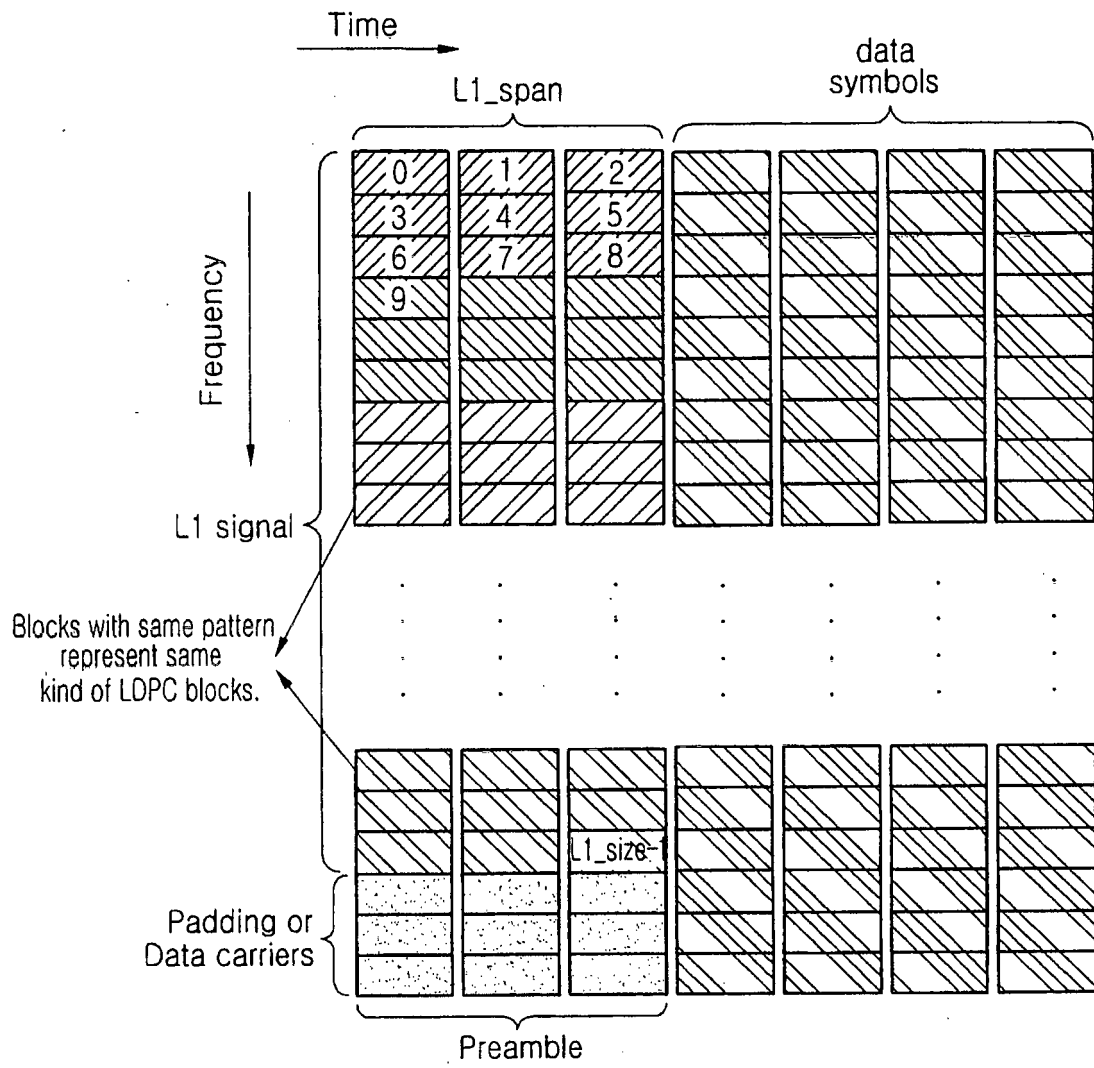 Time
L1_span
data
symbols
0 1 2
3 4 5
6 7 8
9
Frequency
L1 signal
Blocks with same pattern
represent same
kind of LDPC blocks.
L1_size-1
Padding or
Data carriers
Preamble